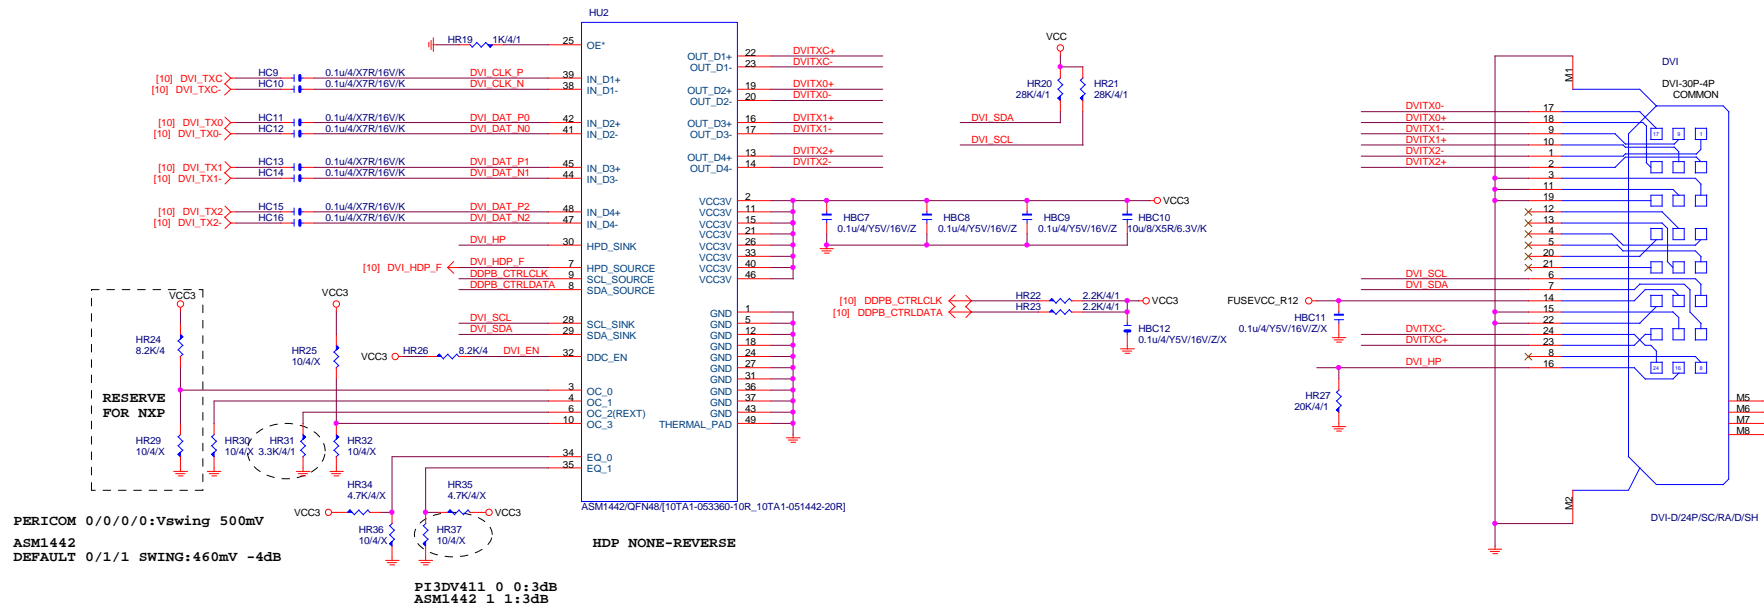 HU2
HR19 1K/4/1 25 OE*
[10] DVI_TXC HC9 0.1u/4/X7R/16V/K DVI_CLK_P 39 IN_D1+
[10] DVI_TXC- HC10 0.1u/4/X7R/16V/K DVI_CLK_N 38 IN_D1-
[10] DVI_TX0 HC11 0.1u/4/X7R/16V/K DVI_DAT_P0 42 IN_D2+
[10] DVI_TX0- HC12 0.1u/4/X7R/16V/K DVI_DAT_N0 41 IN_D2-
[10] DVI_TX1 HC13 0.1u/4/X7R/16V/K DVI_DAT_P1 45 IN_D3+
[10] DVI_TX1- HC14 0.1u/4/X7R/16V/K DVI_DAT_N1 44 IN_D3-
[10] DVI_TX2 HC15 0.1u/4/X7R/16V/K DVI_DAT_P2 48 IN_D4+
[10] DVI_TX2- HC16 0.1u/4/X7R/16V/K DVI_DAT_N2 47 IN_D4-
DVI_HP 30 HPD_SINK
[10] DVI_HDP_F DVI_HDP_F 7 HPD_SOURCE
DDPB_CTRLCLK 9 SCL_SOURCE
DDPB_CTRLDATA 8 SDA_SOURCE
DVI_SCL 28 SCL_SINK
DVI_SDA 29 SDA_SINK
VCC3 HR26 8.2K/4 DVI_EN 32 DDC_EN
3 OC_0
4 OC_1
6 OC_2(REXT)
10 OC_3
34 EQ_0
35 EQ_1
VCC3
HR24
8.2K/4
RESERVE
FOR NXP
HR29
10/4/X
VCC3
HR25
10/4/X
HR30
10/4/X
HR31
3.3K/4/1
HR32
10/4/X
HR34
4.7K/4/X
VCC3
HR36
10/4/X
HR35
4.7K/4/X
VCC3
HR37
10/4/X
PERICOM 0/0/0/0:Vswing 500mV
ASM1442
DEFAULT 0/1/1 SWING:460mV -4dB
PI3DV411 0 0:3dB
ASM1442 1 1:3dB
OUT_D1+ 22 DVITXC+
OUT_D1- 23 DVITXC-
OUT_D2+ 19 DVITX0+
OUT_D2- 20 DVITX0-
OUT_D3+ 16 DVITX1+
OUT_D3- 17 DVITX1-
OUT_D4+ 13 DVITX2+
OUT_D4- 14 DVITX2-
VCC3V 2
VCC3V 11
VCC3V 15
VCC3V 21
VCC3V 26
VCC3V 33
VCC3V 40
VCC3V 46
GND 1
GND 5
GND 12
GND 18
GND 24
GND 27
GND 31
GND 36
GND 37
GND 43
THERMAL_PAD 49
ASM1442/QFN48/[10TA1-053360-10R_10TA1-051442-20R]
HDP NONE-REVERSE
VCC
HR20
28K/4/1
HR21
28K/4/1
DVI_SDA
DVI_SCL
VCC3
HBC7
0.1u/4/Y5V/16V/Z
HBC8
0.1u/4/Y5V/16V/Z
HBC9
0.1u/4/Y5V/16V/Z
HBC10
10u/8/X5R/6.3V/K
[10] DDPB_CTRLCLK HR22 2.2K/4/1 VCC3
[10] DDPB_CTRLDATA HR23 2.2K/4/1
HBC12
0.1u/4/Y5V/16V/Z/X
DVI
DVI-30P-4P
COMMON
M1
DVITX0- 17
DVITX0+ 18
DVITX1- 9
DVITX1+ 10
DVITX2- 1
DVITX2+ 2
3
11
19
12
13
4
5
20
21
DVI_SCL 6
DVI_SDA 7
FUSEVCC_R12 14
15
22
DVITXC- 24
DVITXC+ 23
8
DVI_HP 16
HBC11
0.1u/4/Y5V/16V/Z/X
HR27
20K/4/1
17 9 1
24 16 8
M5
M6
M7
M8
M2
DVI-D/24P/SC/RA/D/SH